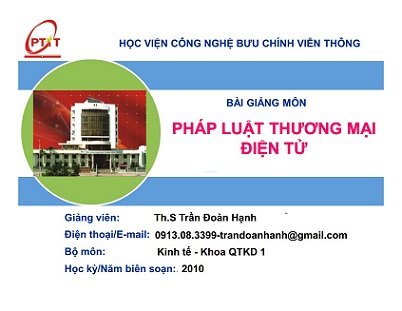 PTIT
HỌC VIỆN CÔNG NGHỆ BƯU CHÍNH VIỄN THÔNG
BÀI GIẢNG MÔN
PHÁP LUẬT THƯƠNG MẠI
ĐIỆN TỬ
Giảng viên: Th.S Trần Đoàn Hạnh
Điện thoại/E-mail: 0913.08.3399-trandoanhanh@gmail.com
Bộ môn: Kinh tế - Khoa QTKD 1
Học kỳ/Năm biên soạn: 2010